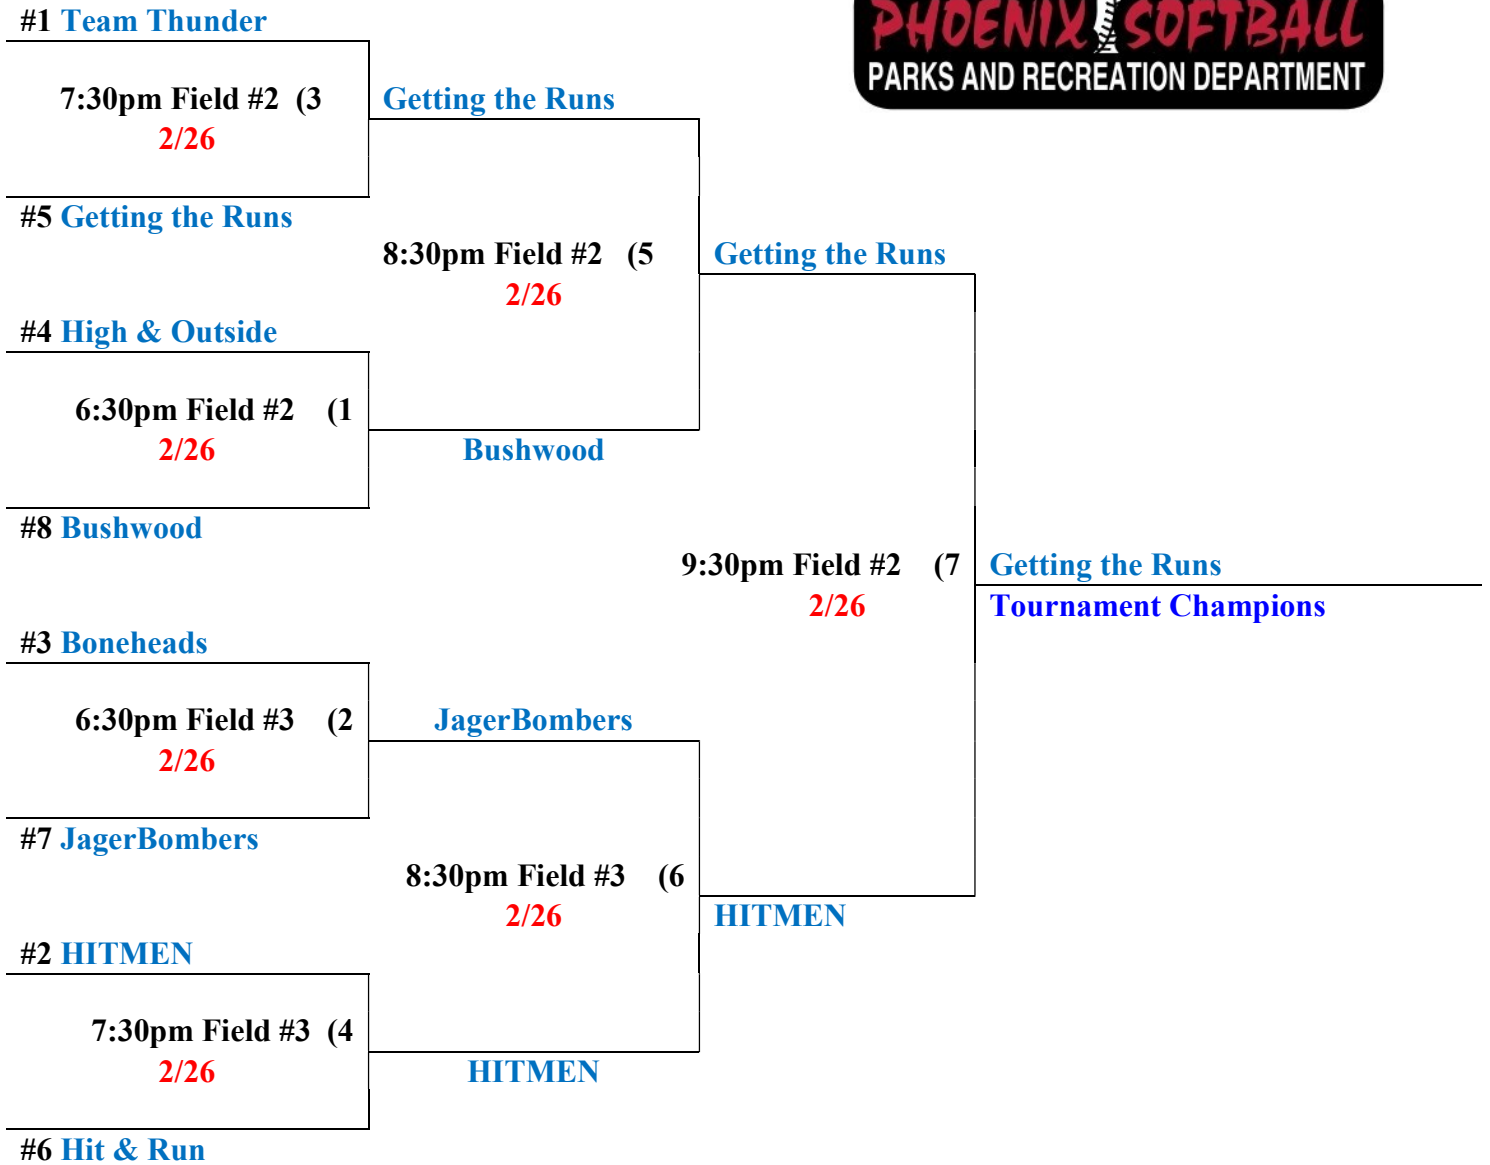 #1 Team Thunder
PHOENIX SOFTBALL
PARKS AND RECREATION DEPARTMENT
7:30pm Field #2 (3
2/26
Getting the Runs
#5 Getting the Runs
8:30pm Field #2 (5
2/26
Getting the Runs
#4 High & Outside
6:30pm Field #2 (1
2/26
Bushwood
#8 Bushwood
9:30pm Field #2 (7
2/26
Getting the Runs
Tournament Champions
#3 Boneheads
6:30pm Field #3 (2
2/26
JagerBombers
#7 JagerBombers
8:30pm Field #3 (6
2/26
HITMEN
#2 HITMEN
7:30pm Field #3 (4
2/26
HITMEN
#6 Hit & Run